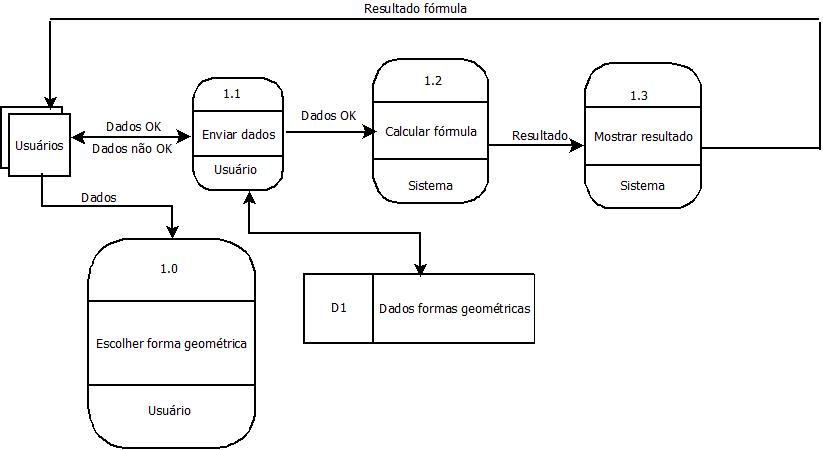 Resultado fórmula
1.1
Enviar dados
Usuário
1.2
Calcular fórmula
Sistema
1.3
Mostrar resultado
Sistema
Usuários
Dados OK
Dados não OK
Dados OK
Resultado
Dados
1.0
Escolher forma geométrica
Usuário
D1
Dados formas geométricas